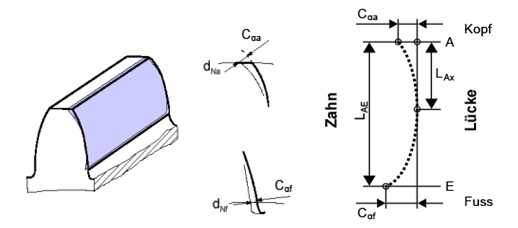 Cαa
dNa
Cαf
dNf
Cαa
Kopf
A
LAx
LAE
Zahn
Lücke
E
Cαf
Fuss